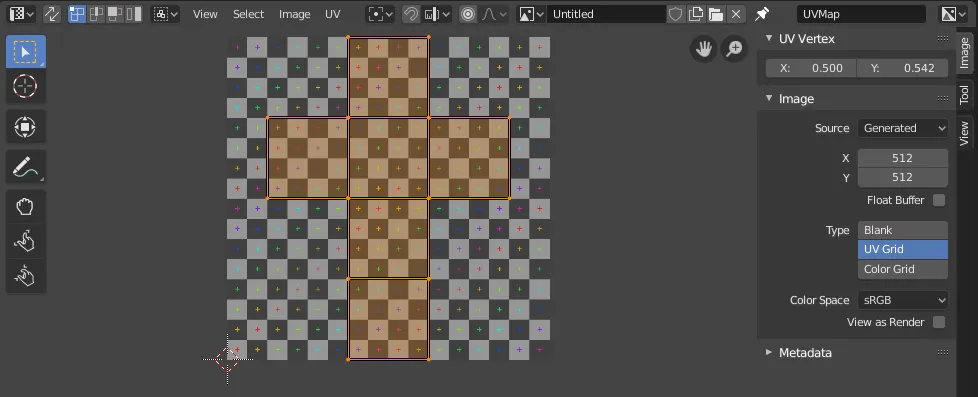 View Select Image UV Untitled UVMap
UV Vertex
X: 0.500 Y: 0.542
Image
Source Generated
X 512
Y 512
Float Buffer
Type Blank
UV Grid
Color Grid
Color Space sRGB
View as Render
Metadata
Image
Tool
View